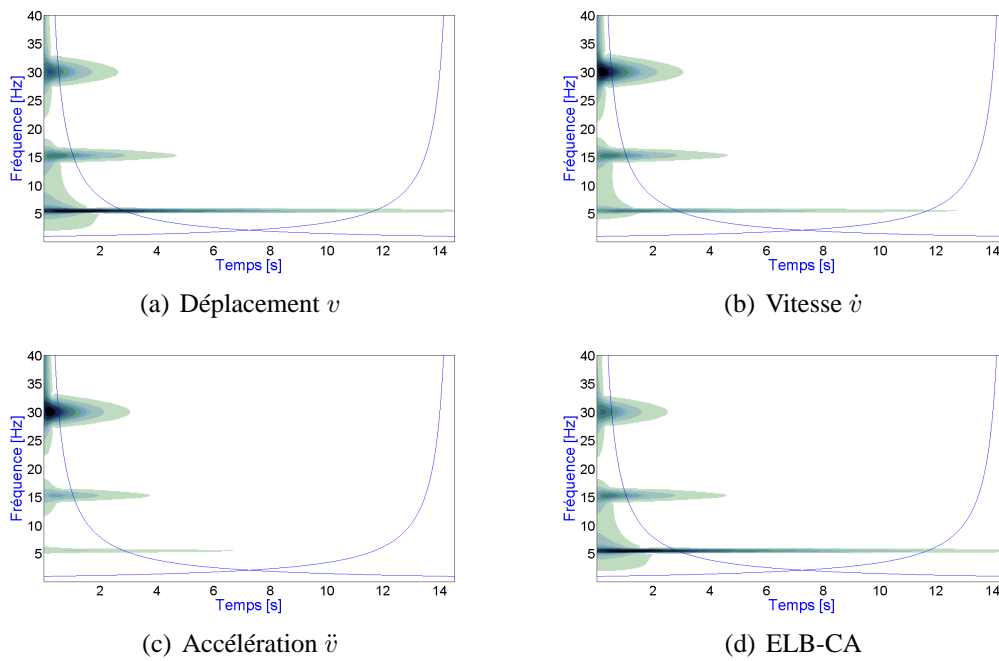 40
35
30
25
20
15
10
5
Fréquence [Hz]
2 4 6 8 10 12 14
Temps [s]
(a) Déplacement v
40
35
30
25
20
15
10
5
Fréquence [Hz]
2 4 6 8 10 12 14
Temps [s]
(b) Vitesse v̇
40
35
30
25
20
15
10
5
Fréquence [Hz]
2 4 6 8 10 12 14
Temps [s]
(c) Accélération v̈
40
35
30
25
20
15
10
5
Fréquence [Hz]
2 4 6 8 10 12 14
Temps [s]
(d) ELB-CA